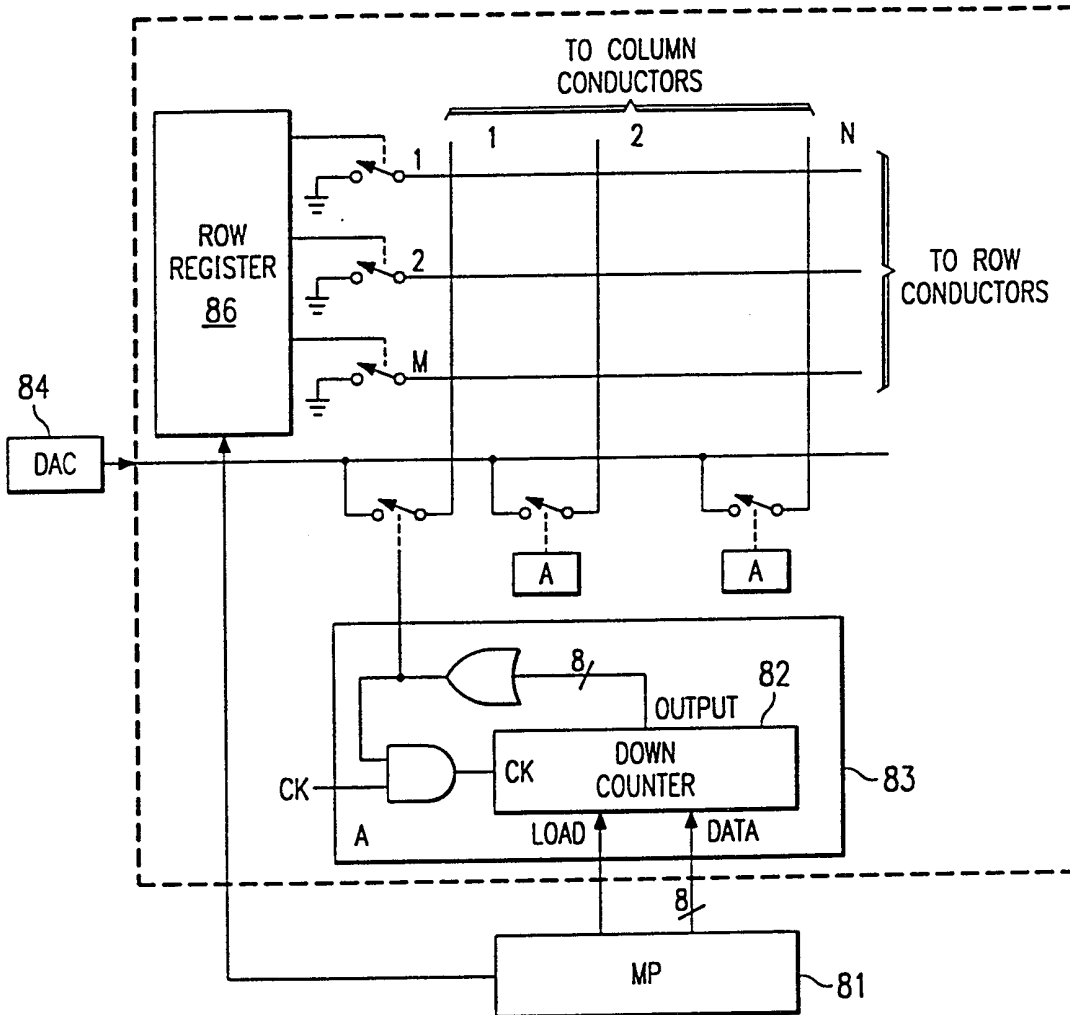 TO COLUMN
CONDUCTORS
1 2 N
1
ROW
REGISTER
86
2
TO ROW
CONDUCTORS
M
84
DAC
A A
8
OUTPUT
82
CK
CK
DOWN
COUNTER
83
A
LOAD DATA
8
MP
81